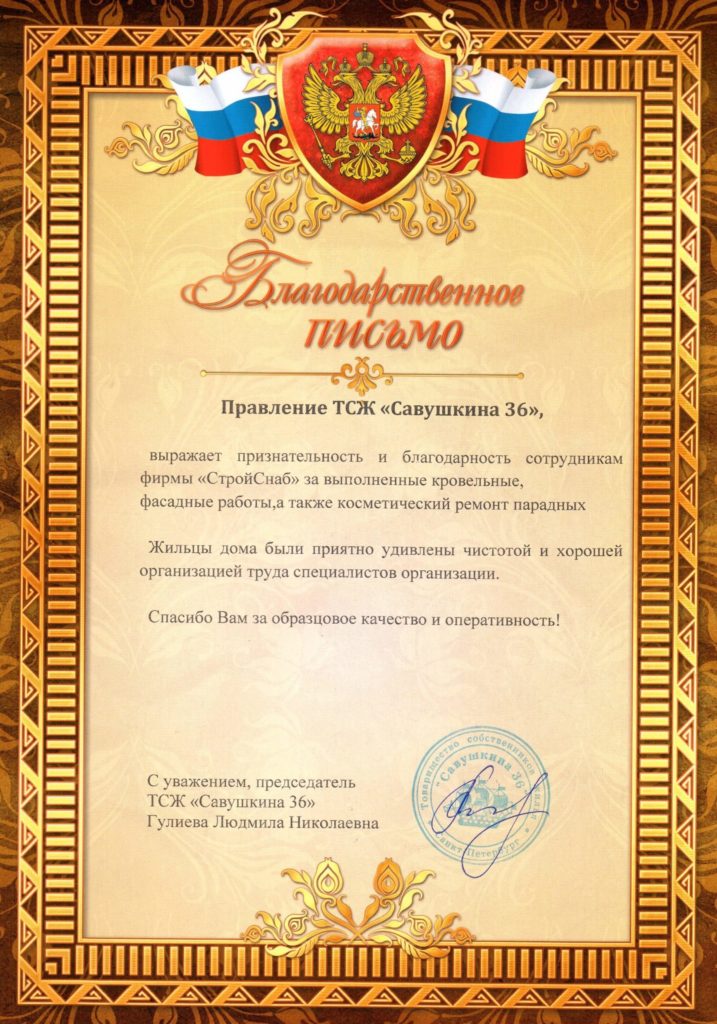 Благодарственное
письмо
Правление ТСЖ «Савушкина 36»,
выражает признательность и благодарность сотрудникам
фирмы «СтройСнаб» за выполненные кровельные,
фасадные работы,а также косметический ремонт парадных
Жильцы дома были приятно удивлены чистотой и хорошей
организацией труда специалистов организации.
Спасибо Вам за образцовое качество и оперативность!
С уважением, председатель
ТСЖ «Савушкина 36»
Гулиева Людмила Николаевна
Товарищество собственников жилья
"Савушкина 36"
Санкт-Петербург